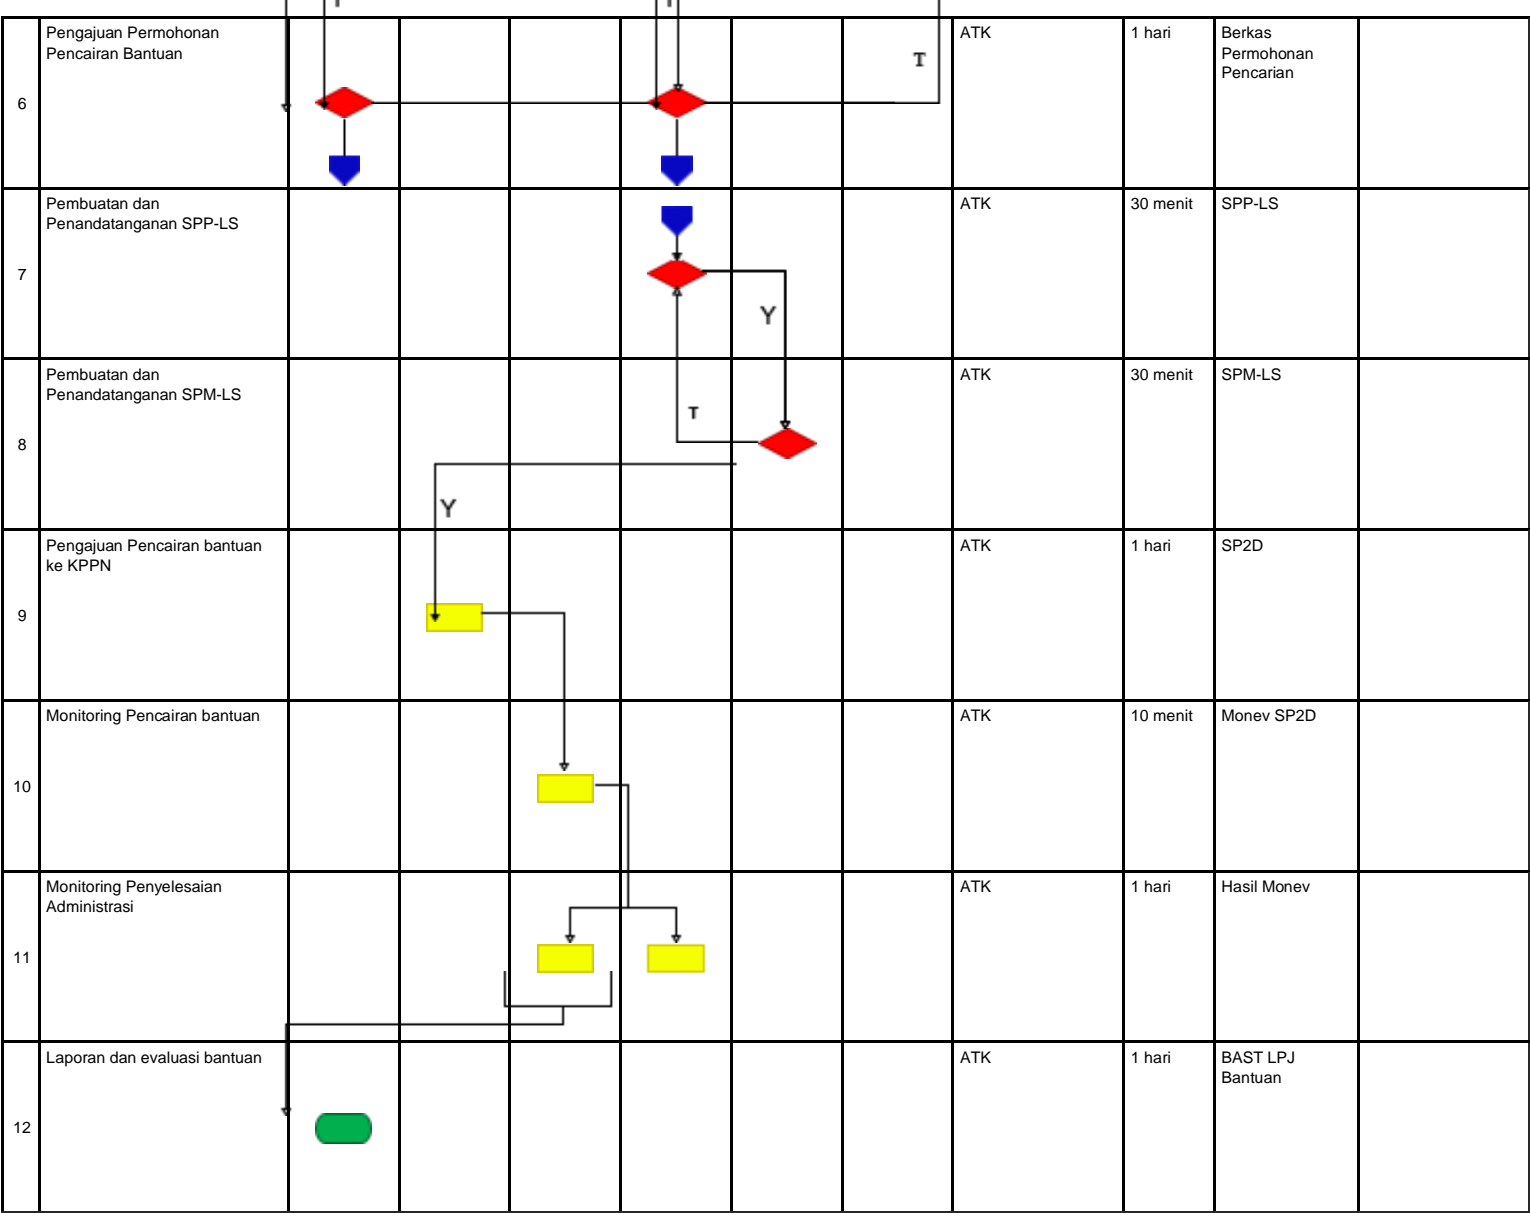 Pengajuan Permohonan
Pencairan Bantuan
ATK
1 hari
Berkas
Permohonan
Pencarian
T
6
Pembuatan dan
Penandatanganan SPP-LS
ATK
30 menit
SPP-LS
7
Y
Pembuatan dan
Penandatanganan SPM-LS
ATK
30 menit
SPM-LS
T
8
Y
Pengajuan Pencairan bantuan
ke KPPN
ATK
1 hari
SP2D
9
Monitoring Pencairan bantuan
ATK
10 menit
Monev SP2D
10
Monitoring Penyelesaian
Administrasi
ATK
1 hari
Hasil Monev
11
Laporan dan evaluasi bantuan
ATK
1 hari
BAST LPJ
Bantuan
12